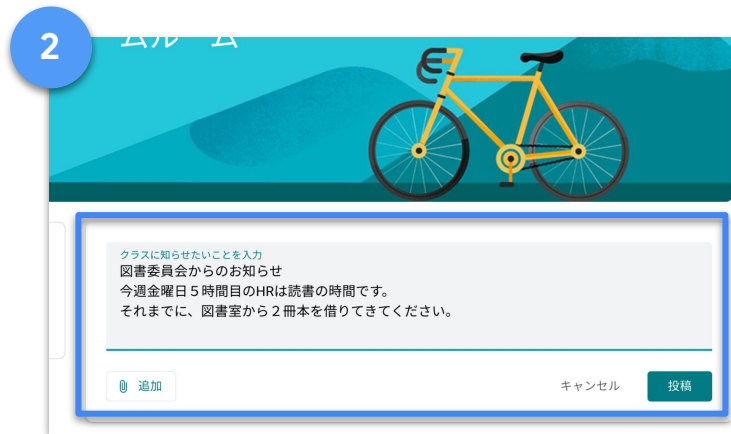 2
ムルーム
クラスに知らせたいことを入力
図書委員会からのお知らせ
今週金曜日５時間目のHRは読書の時間です。
それまでに、図書室から２冊本を借りてきてください。
追加
キャンセル
投稿